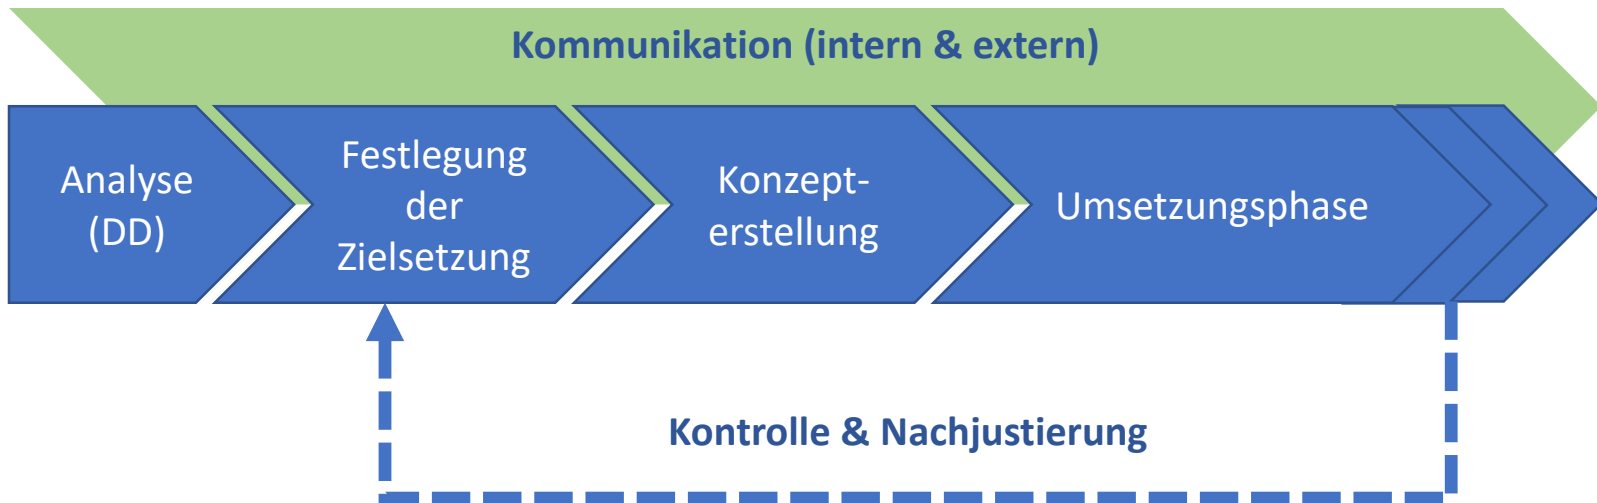 Kommunikation (intern & extern)
Analyse
(DD)
Festlegung
der
Zielsetzung
Konzept-
erstellung
Umsetzungsphase
Kontrolle & Nachjustierung